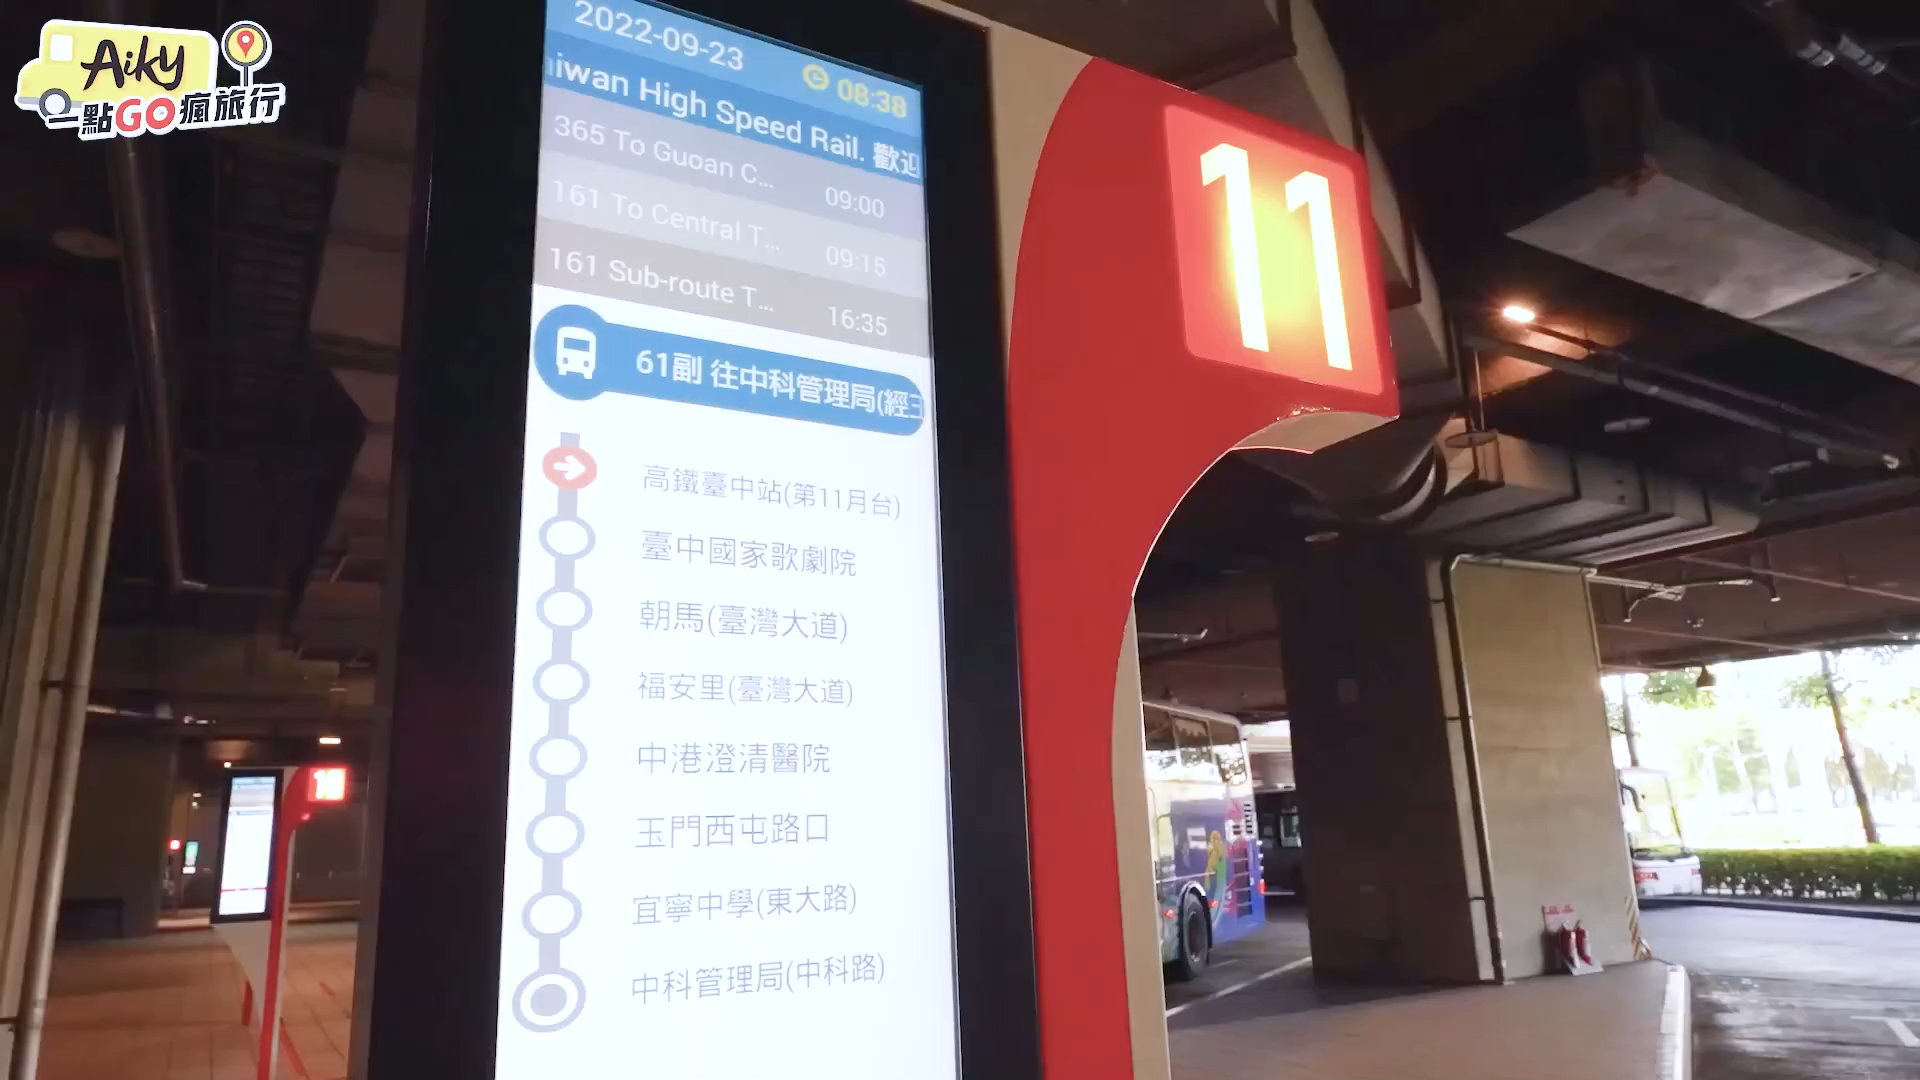 Aiky
一點GO瘋旅行
2022-09-23
08:38
iwan High Speed Rail. 歡迎
365 To Guoan C... 09:00
161 To Central T... 09:15
161 Sub-route T... 16:35
61副 往中科管理局(經
高鐵臺中站(第11月台)
臺中國家歌劇院
朝馬(臺灣大道)
福安里(臺灣大道)
中港澄清醫院
玉門西屯路口
宜寧中學(東大路)
中科管理局(中科路)
11
10